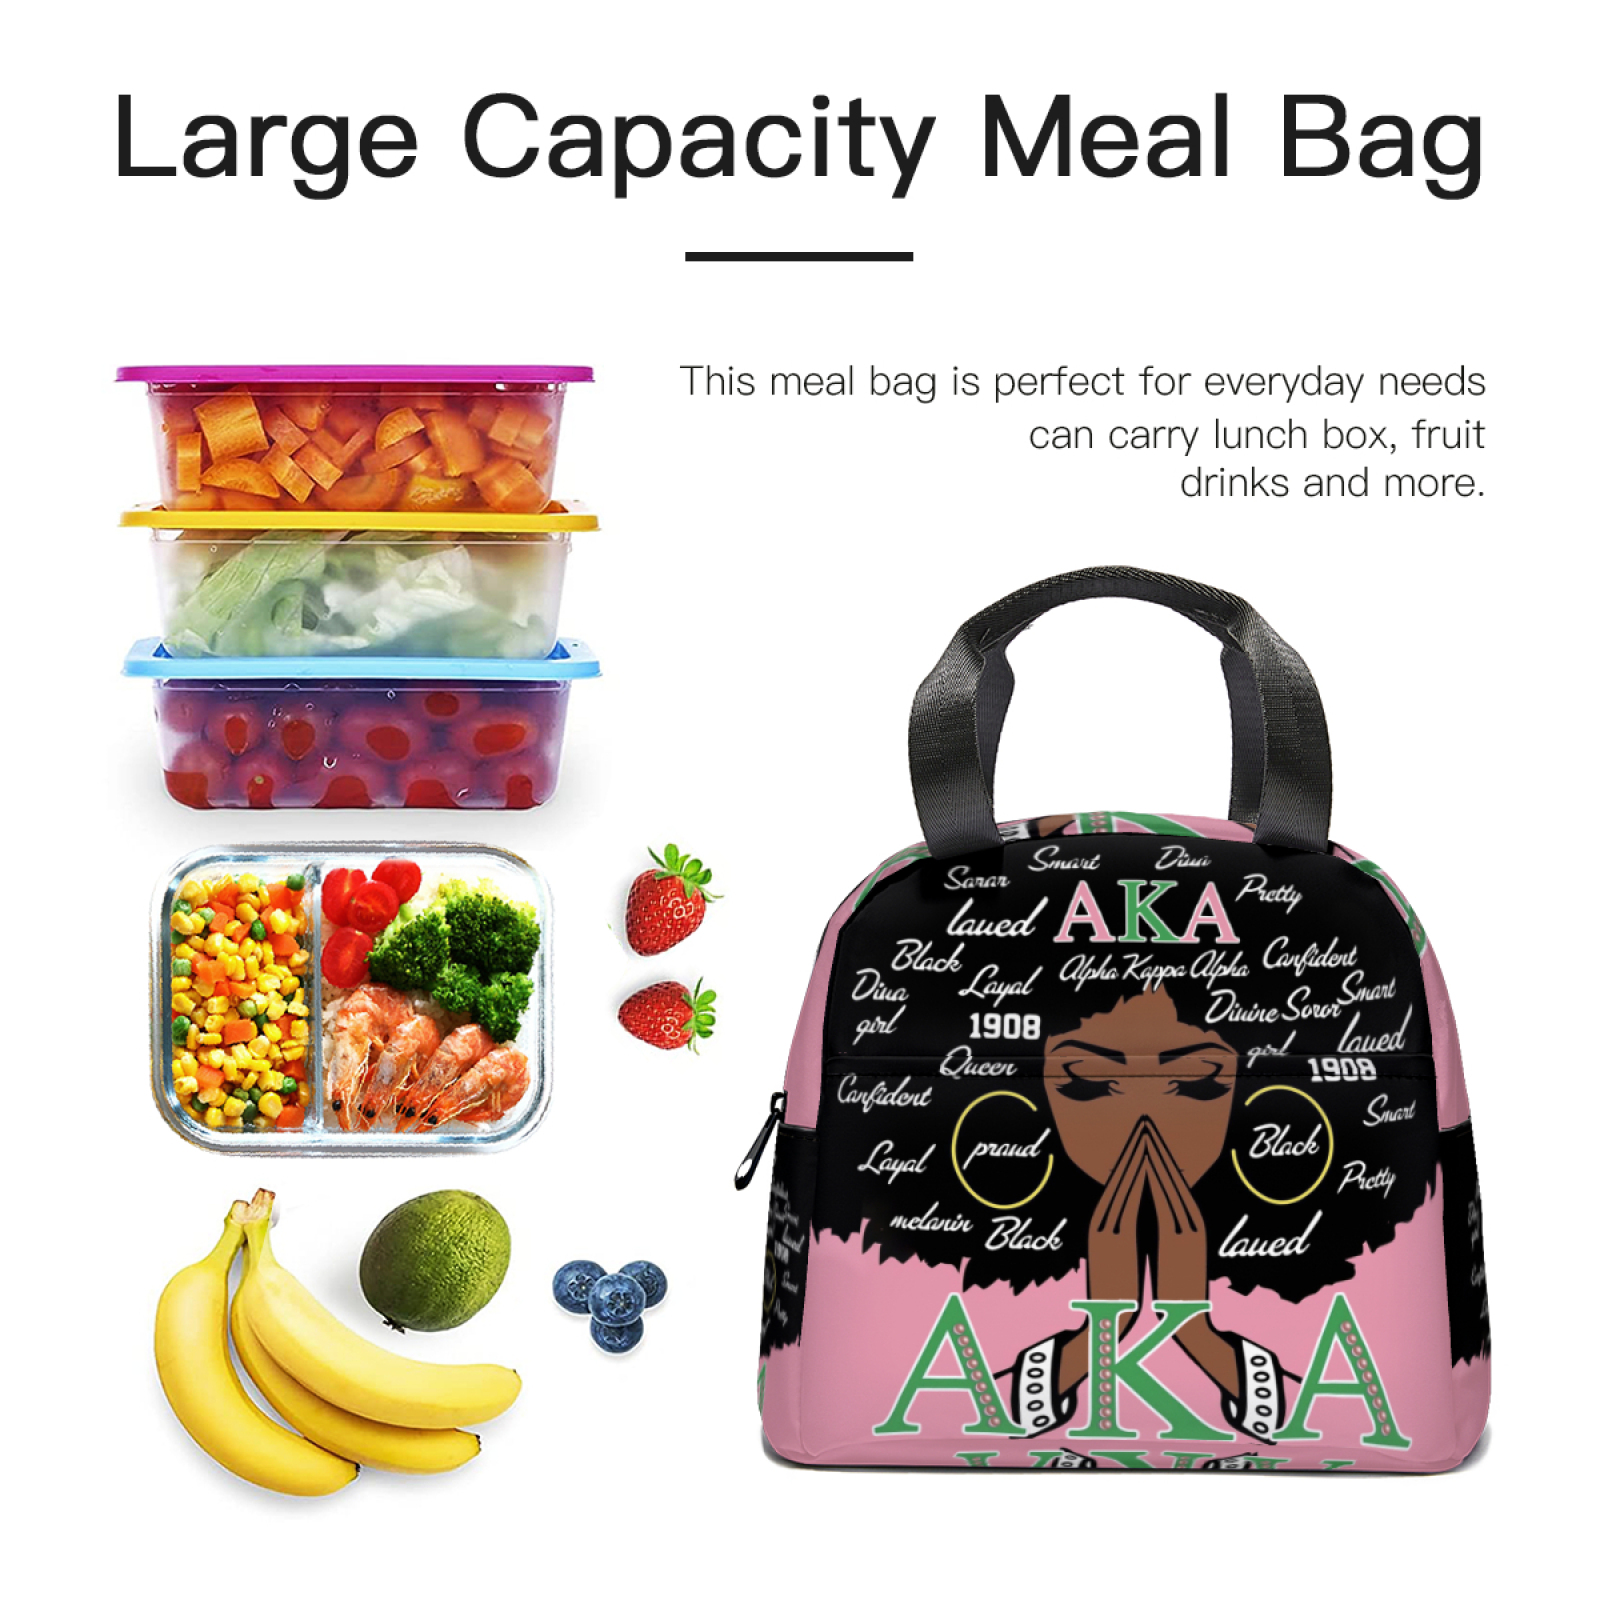 Large Capacity Meal Bag
This meal bag is perfect for everyday needs
can carry lunch box, fruit
drinks and more.
Smart
Diva
Soror
Pretty
loved
AKA
Black
Alpha Kappa Alpha
Confident
Diva
Loyal
Smart
Divine Soror
girl
1908
loved
girl
Queen
1908
Confident
Smart
proud
Black
Loyal
Pretty
melanin
Black
loved
AKA